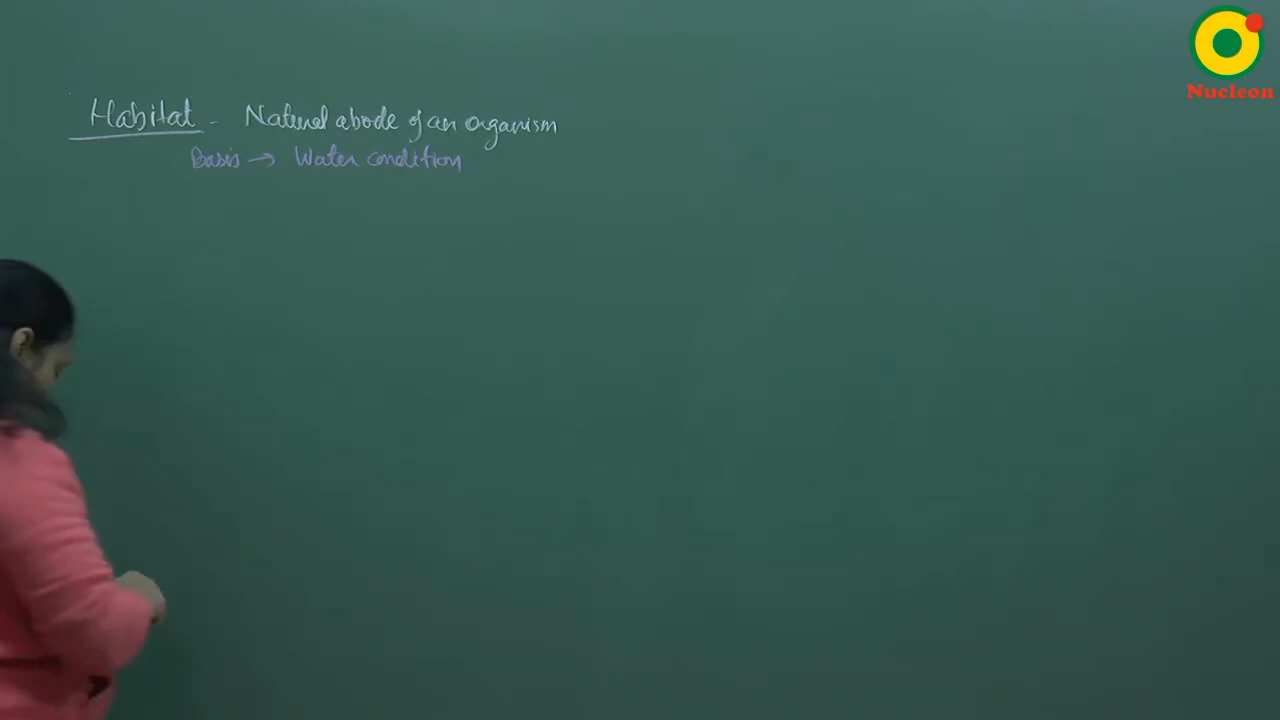 Nucleon
Habitat - Natural abode of an organism
Basis → Water condition